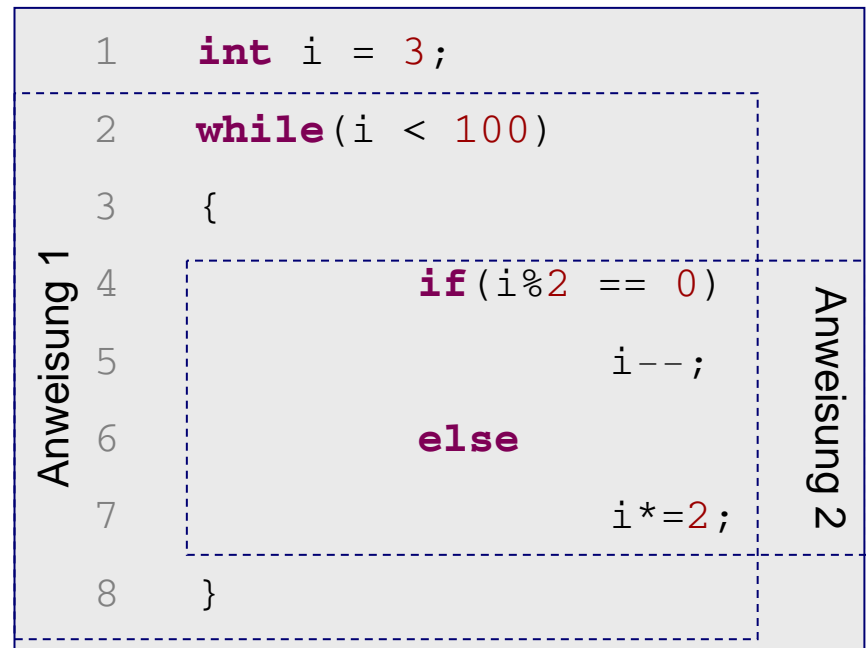 1 int i = 3;
2 while(i < 100)
3 {
4 if(i%2 == 0)
5 i--;
6 else
7 i*=2;
8 }
Anweisung 1
Anweisung 2